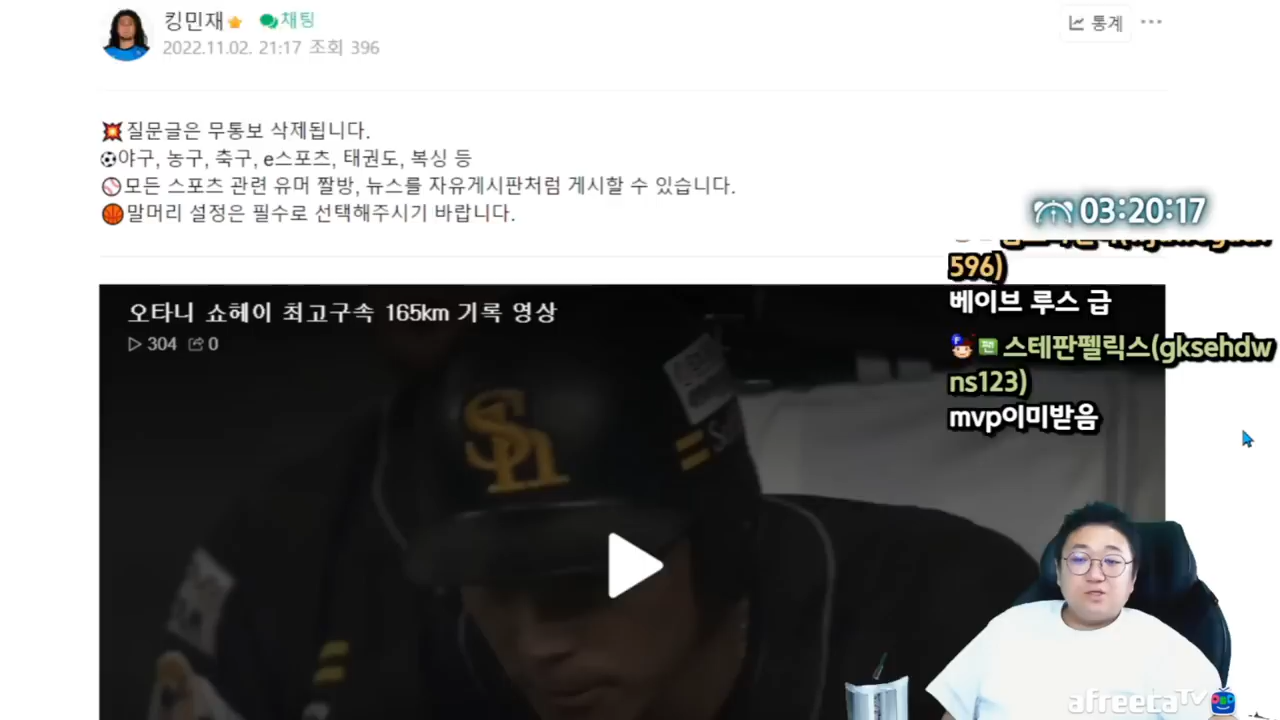 킹민재
채팅
통계
2022.11.02. 21:17 조회 396
질문글은 무통보 삭제됩니다.
야구, 농구, 축구, e스포츠, 태권도, 복싱 등
모든 스포츠 관련 유머 짤방, 뉴스를 자유게시판처럼 게시할 수 있습니다.
말머리 설정은 필수로 선택해주시기 바랍니다.
03:20:17
596)
베이브 루스 급
팬 스테판펠릭스(gksehdw
ns123)
mvp이미받음
오타니 쇼헤이 최고구속 165km 기록 영상
304 0
Sh
afreecaTV